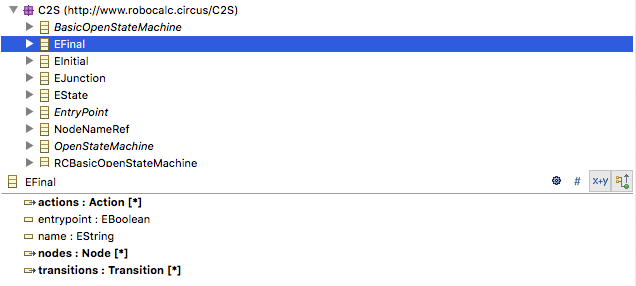 C2S (http://www.robocalc.circus/C2S)
BasicOpenStateMachine
EFinal
EInitial
EJunction
EState
EntryPoint
NodeNameRef
OpenStateMachine
RCBasicOpenStateMachine
EFinal # x+y
actions : Action [*]
entrypoint : EBoolean
name : EString
nodes : Node [*]
transitions : Transition [*]